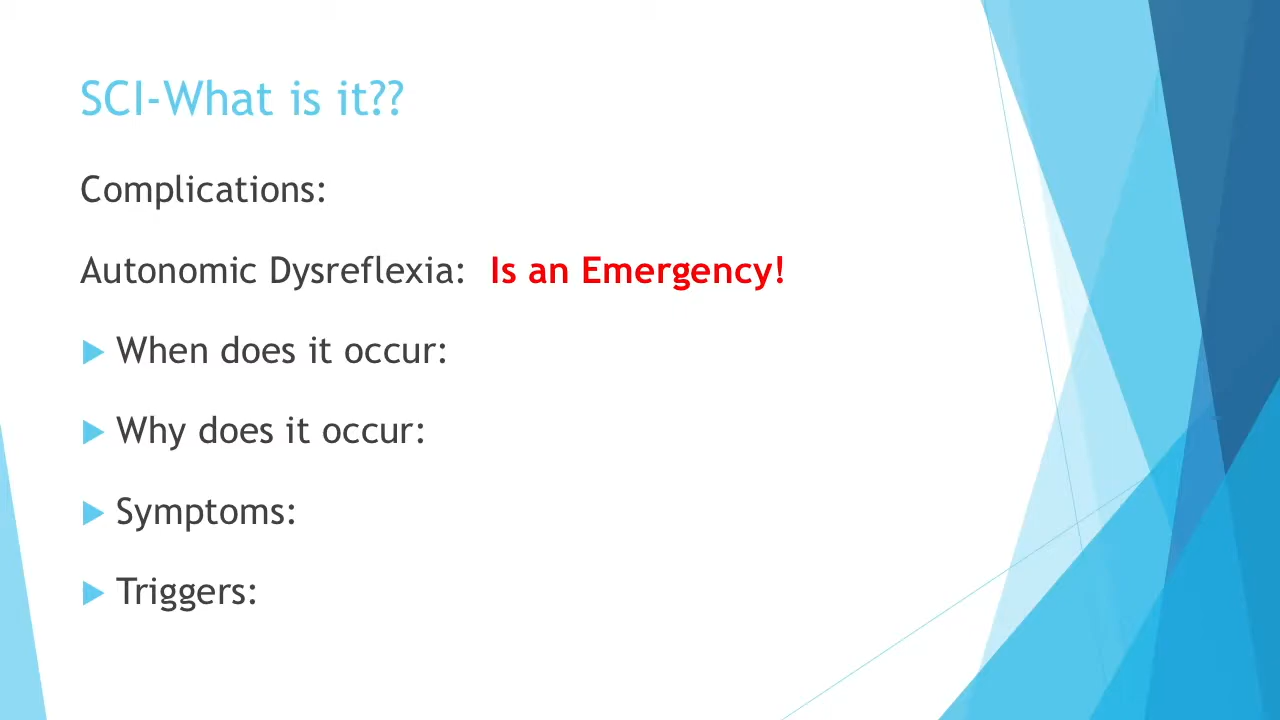 SCI-What is it??
Complications:
Autonomic Dysreflexia: Is an Emergency!
When does it occur:
Why does it occur:
Symptoms:
Triggers: